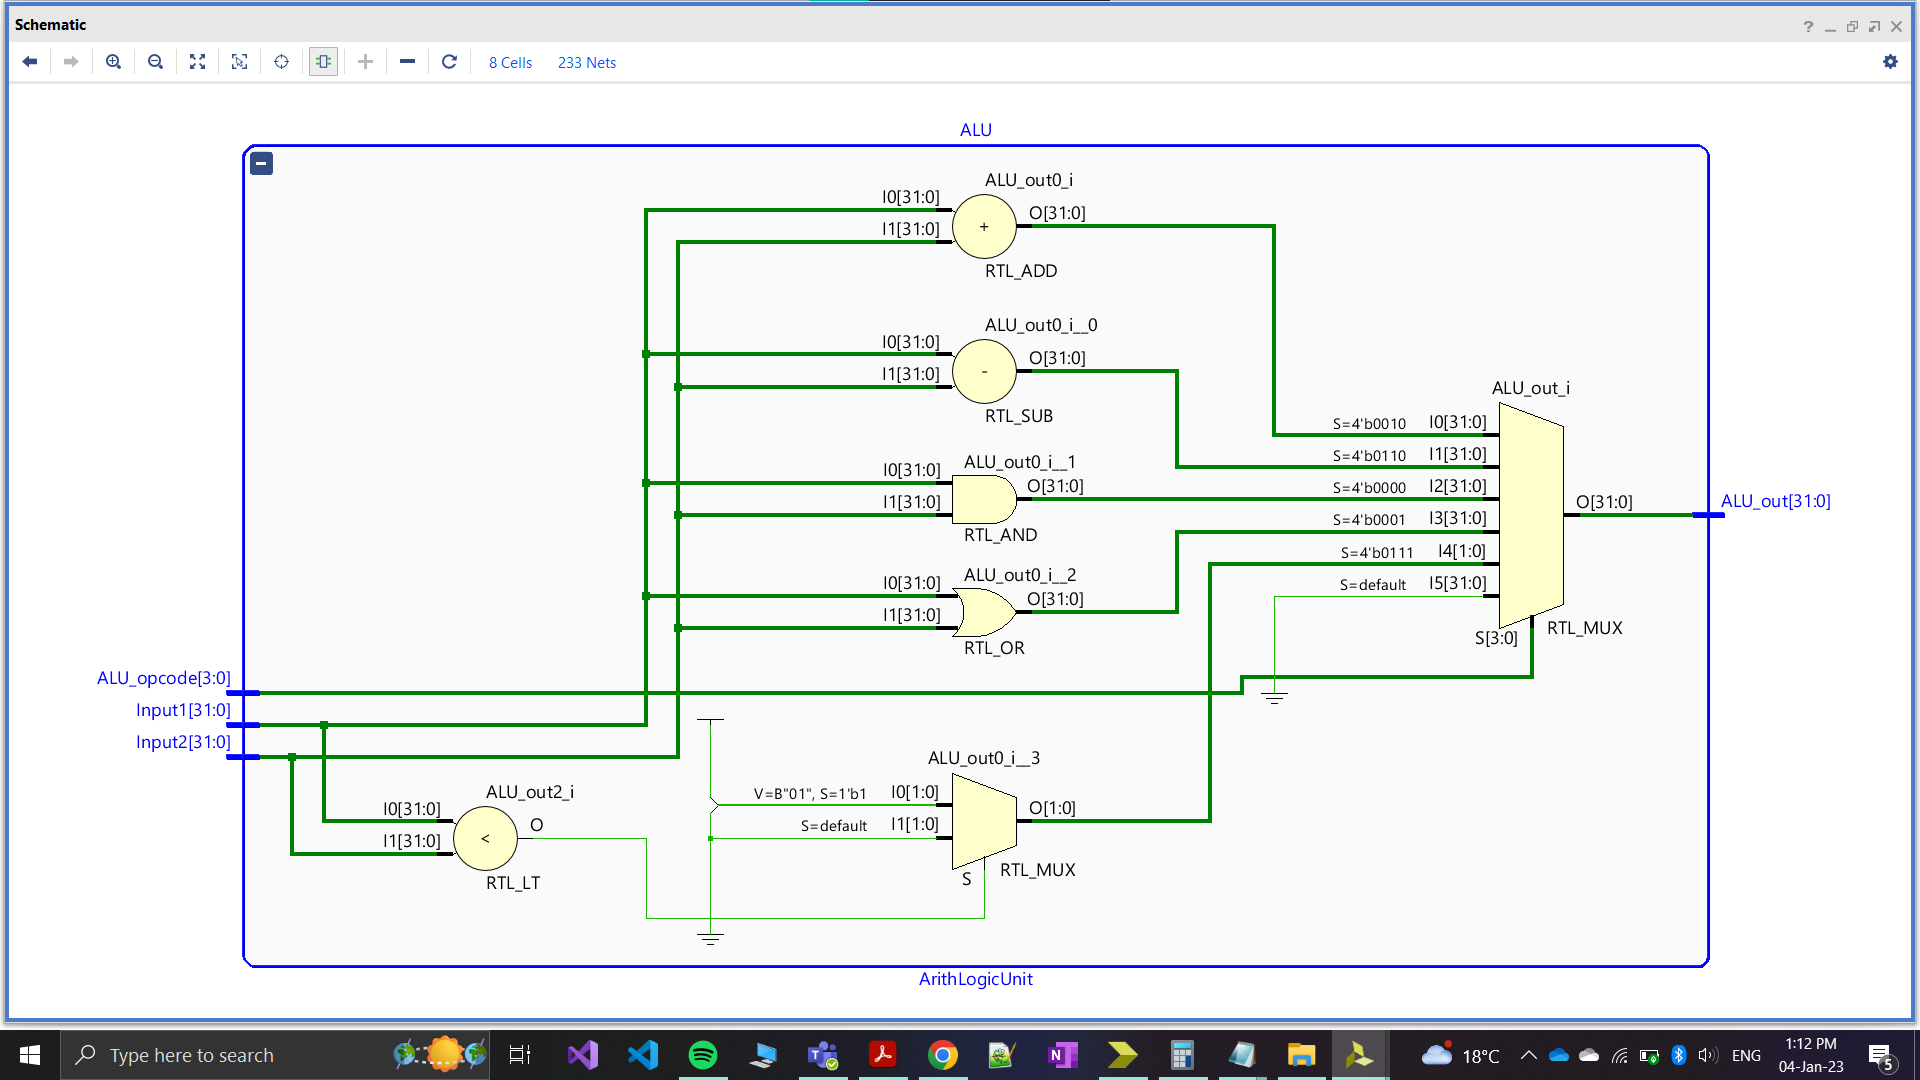 Schematic
8 Cells
233 Nets
ALU
ALU_out0_i
I0[31:0]
I1[31:0]
+
O[31:0]
RTL_ADD
ALU_out0_i__0
I0[31:0]
I1[31:0]
-
O[31:0]
RTL_SUB
ALU_out0_i__1
I0[31:0]
I1[31:0]
O[31:0]
RTL_AND
ALU_out0_i__2
I0[31:0]
I1[31:0]
O[31:0]
RTL_OR
ALU_out_i
S=4'b0010 I0[31:0]
S=4'b0110 I1[31:0]
S=4'b0000 I2[31:0]
S=4'b0001 I3[31:0]
S=4'b0111 I4[1:0]
S=default I5[31:0]
S[3:0]
RTL_MUX
O[31:0]
ALU_out[31:0]
ALU_opcode[3:0]
Input1[31:0]
Input2[31:0]
ALU_out2_i
I0[31:0]
I1[31:0]
<
O
RTL_LT
ALU_out0_i__3
V=B"01", S=1'b1 I0[1:0]
S=default I1[1:0]
O[1:0]
S
RTL_MUX
ArithLogicUnit
Type here to search
18°C
ENG
1:12 PM
04-Jan-23
5